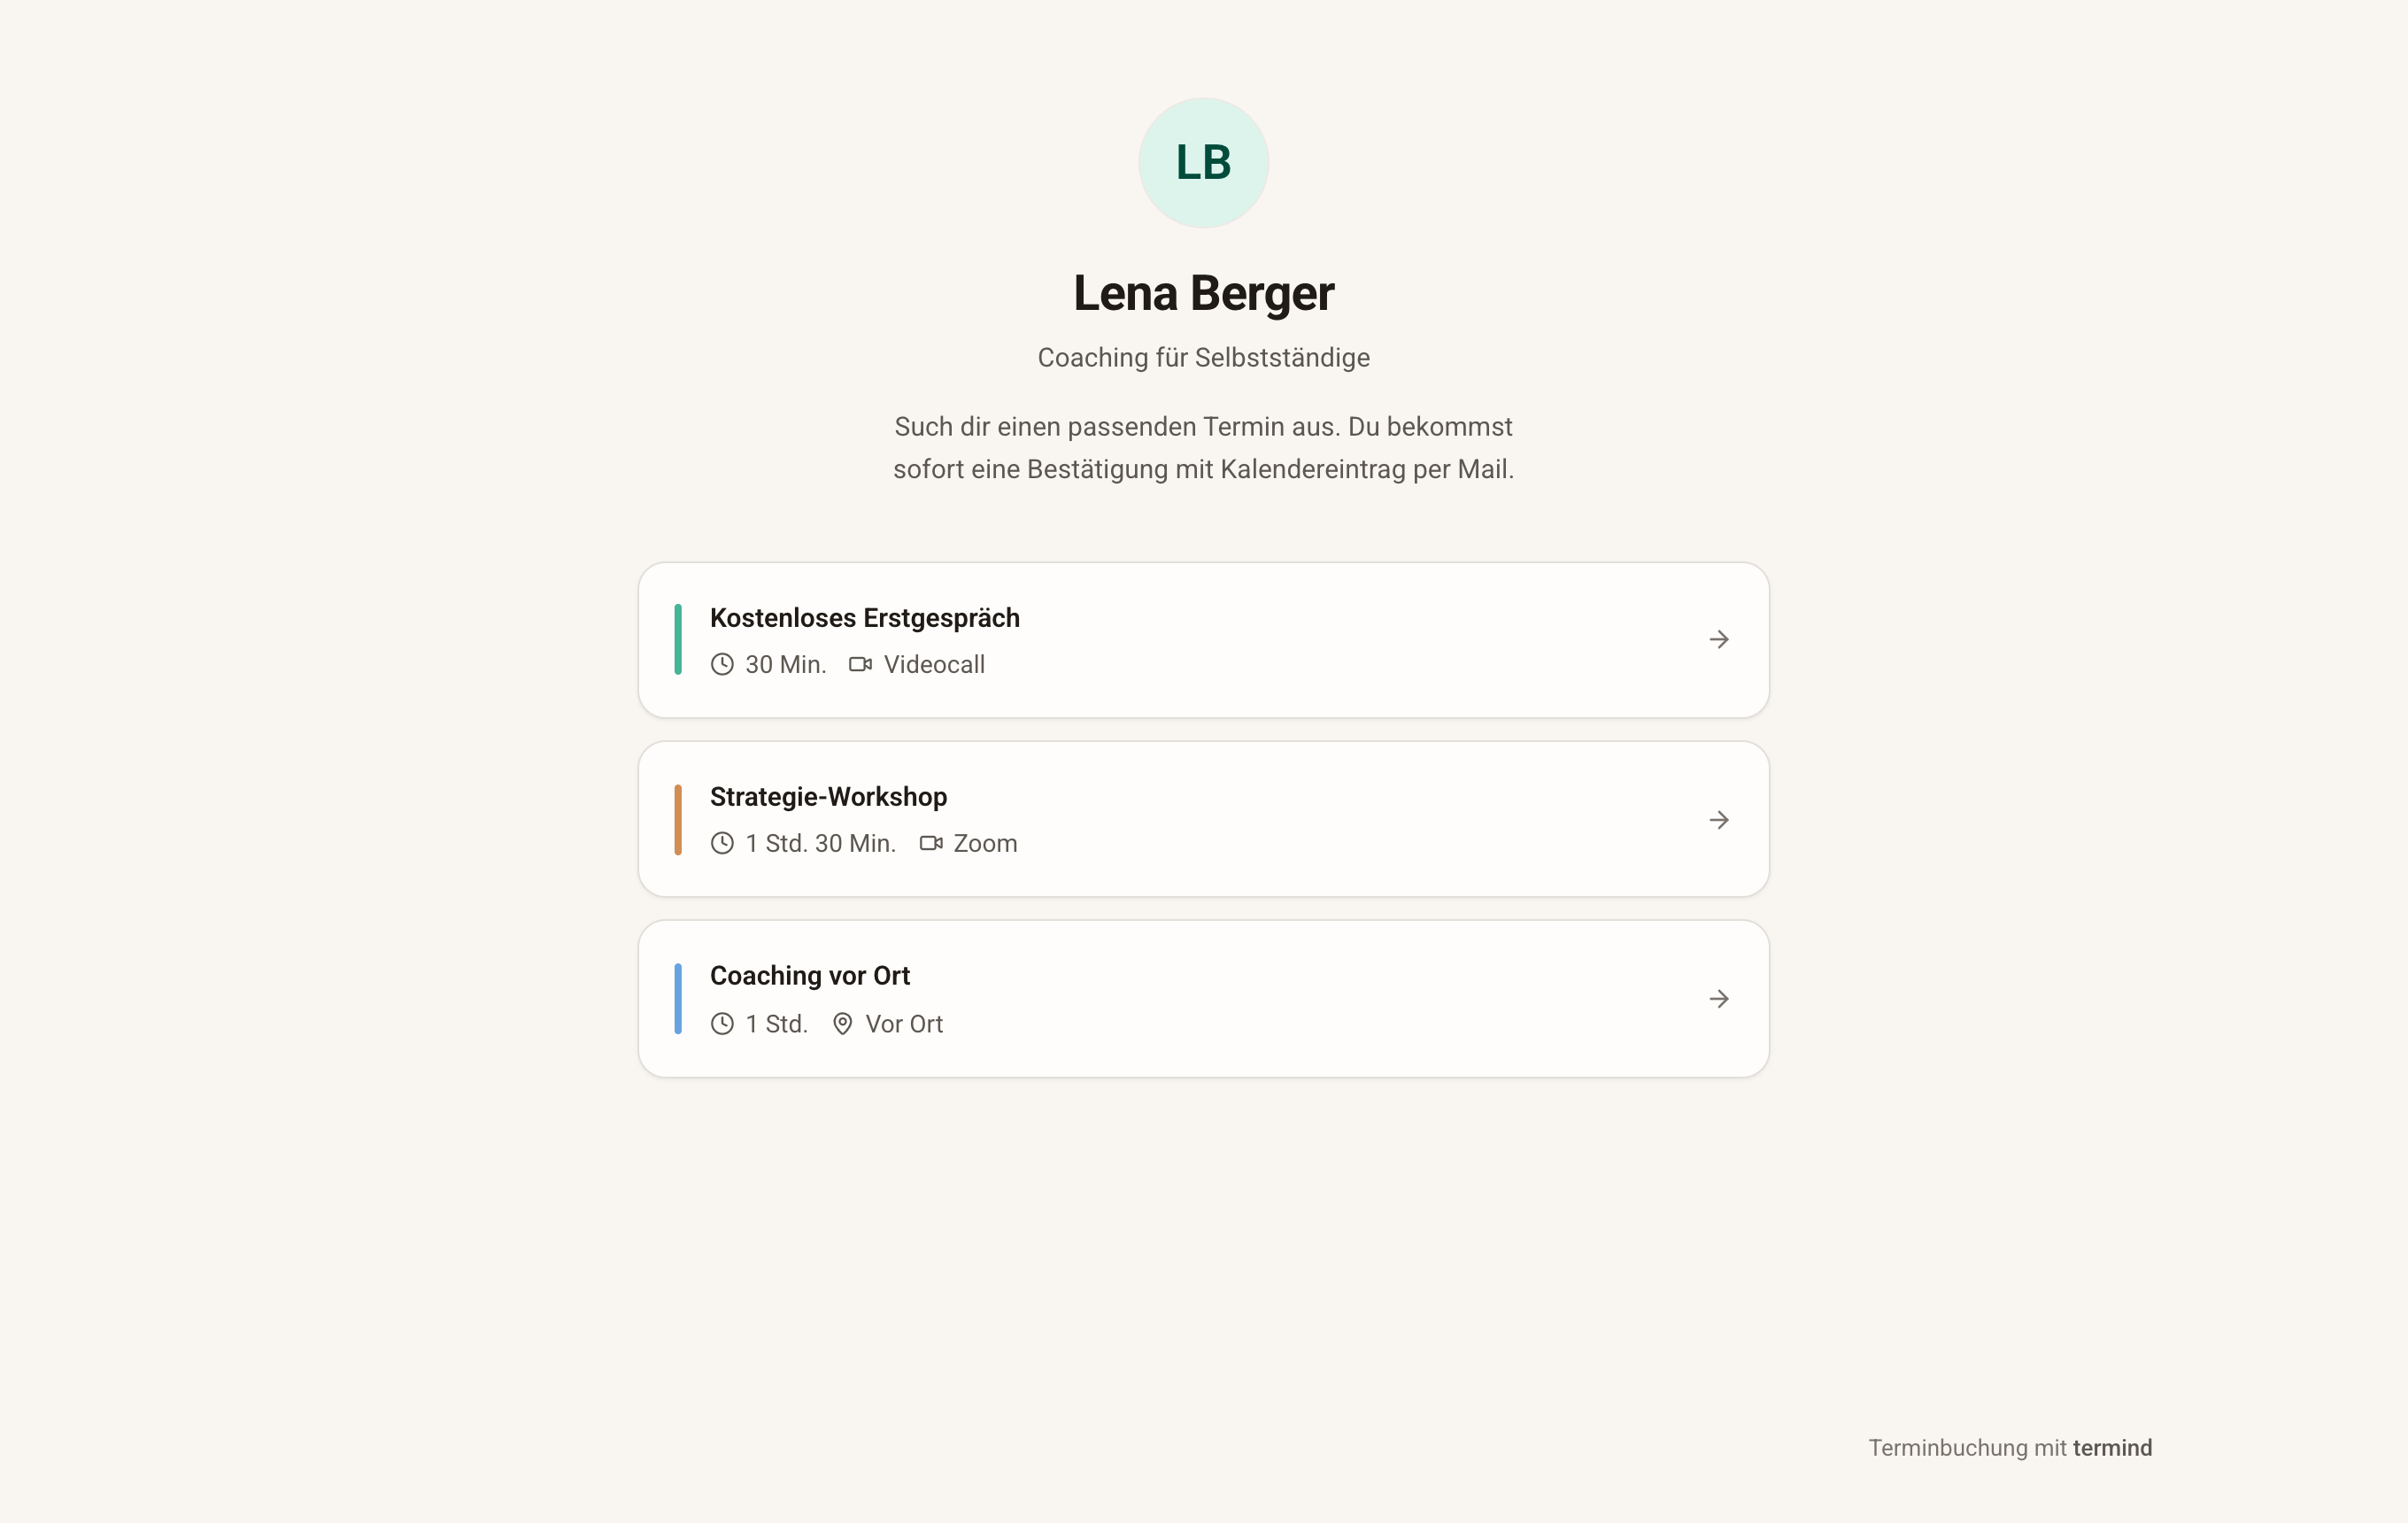 LB
Lena Berger
Coaching für Selbstständige
Such dir einen passenden Termin aus. Du bekommst
sofort eine Bestätigung mit Kalendereintrag per Mail.
Kostenloses Erstgespräch
30 Min. Videocall
Strategie-Workshop
1 Std. 30 Min. Zoom
Coaching vor Ort
1 Std. Vor Ort
Terminbuchung mit termind